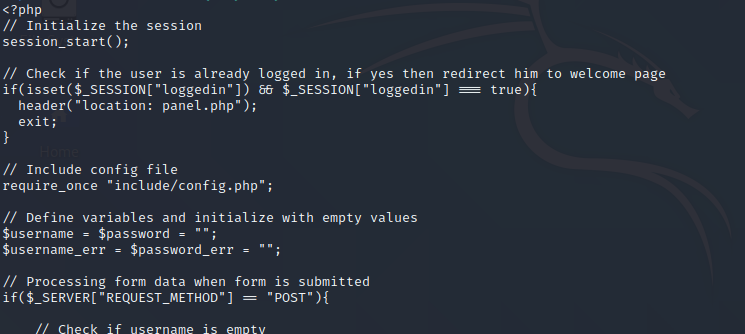 <?php
// Initialize the session
session_start();
// Check if the user is already logged in, if yes then redirect him to welcome page
if(isset($_SESSION["loggedin"]) && $_SESSION["loggedin"] === true){
  header("location: panel.php");
  exit;
}
// Include config file
require_once "include/config.php";
// Define variables and initialize with empty values
$username = $password = "";
$username_err = $password_err = "";
// Processing form data when form is submitted
if($_SERVER["REQUEST_METHOD"] == "POST"){
    // Check if username is empty
Home